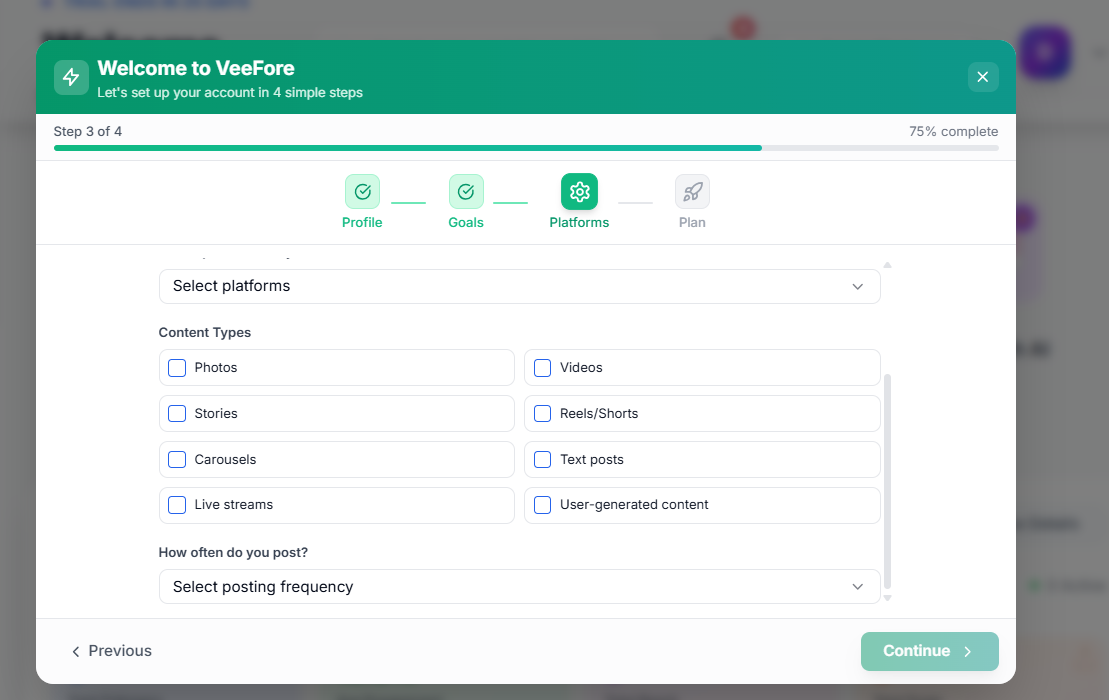 Welcome to VeeFore
Let's set up your account in 4 simple steps
Step 3 of 4
75% complete
Profile
Goals
Platforms
Plan
Select platforms
Content Types
Photos
Videos
Stories
Reels/Shorts
Carousels
Text posts
Live streams
User-generated content
How often do you post?
Select posting frequency
Previous
Continue